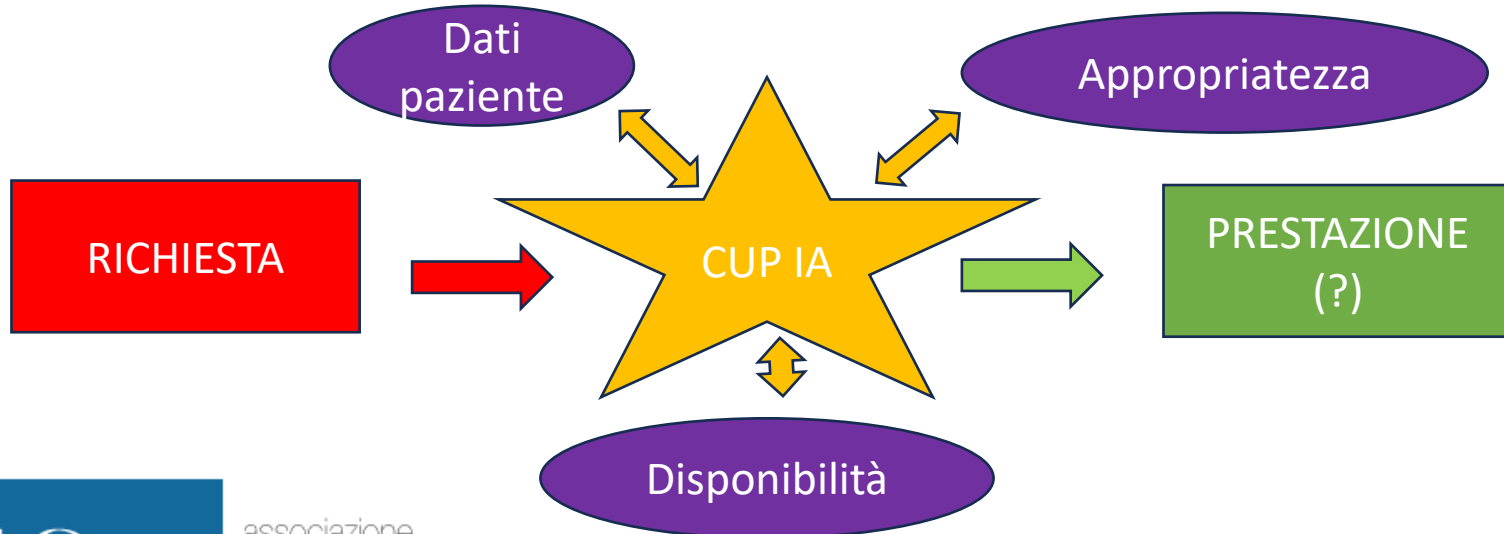 Dati
paziente
Appropriatezza
RICHIESTA
CUP IA
PRESTAZIONE
(?)
Disponibilità
associazione